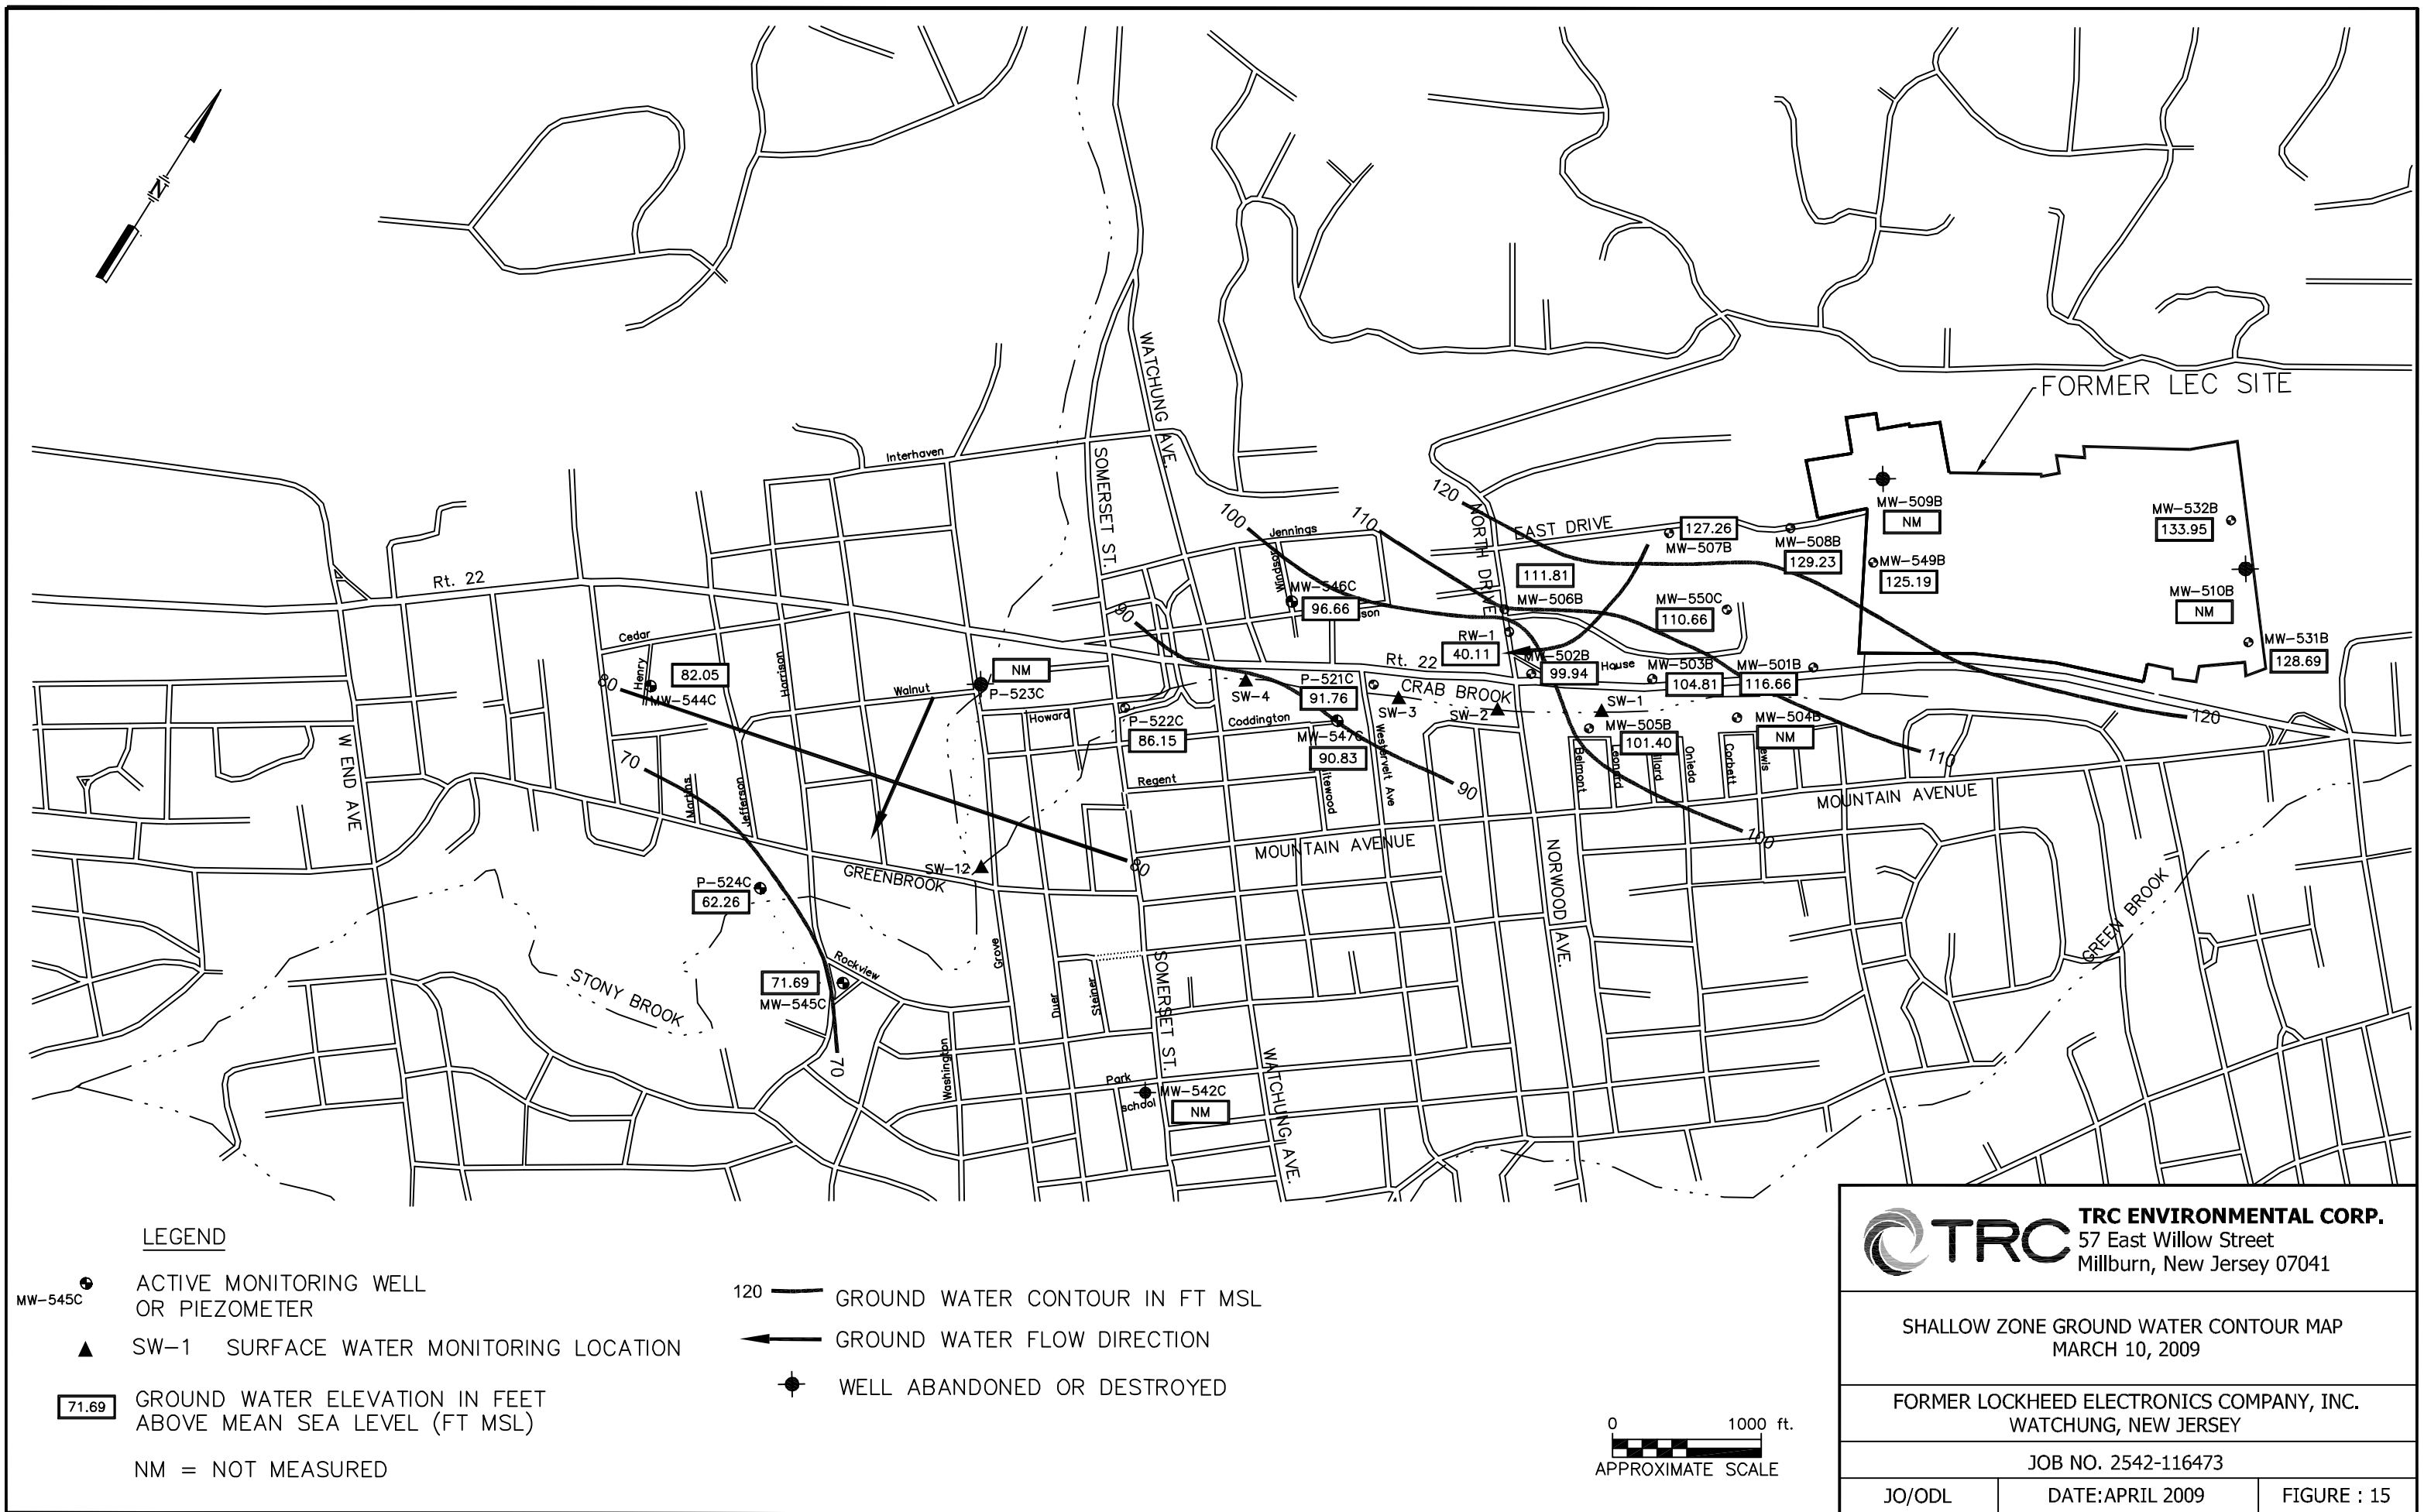 N
FORMER LEC SITE
WATCHUNG AVE.
Interhaven
SOMERSET ST.
120
100
110
Jennings
Windsor
NORTH DRIVE
EAST DRIVE
127.26
MW-507B
MW-508B
129.23
MW-509B
NM
MW-532B
133.95
MW-549B
125.19
MW-510B
NM
MW-531B
128.69
Rt. 22
111.81
MW-506B
MW-546C
96.66
son
MW-550C
110.66
90
RW-1
40.11
Rt. 22
MW-502B
99.94
House
MW-503B
104.81
MW-501B
116.66
Cedar
Henry
82.05
MW-544C
80
Harrison
Walnut
NM
P-523C
Howard
P-522C
86.15
SW-4
P-521C
91.76
SW-3
CRAB BROOK
SW-2
SW-1
Coddington
MW-547C
90.83
Westervelt Ave
MW-505B
101.40
MW-504B
NM
120
110
W END AVE
70
Martins
Jefferson
Regent
ltewood
90
Belmont
Leonard
llard
Onieda
Corbett
ewis
MOUNTAIN AVENUE
100
MOUNTAIN AVENUE
80
GREENBROOK
SW-12
P-524C
62.26
NORWOOD AVE.
GREEN BROOK
STONY BROOK
71.69
MW-545C
Rockview
Grove
Duer
Steiner
SOMERSET ST.
70
Washington
Park
school
MW-542C
NM
WATCHUNG AVE.
LEGEND
MW-545C
ACTIVE MONITORING WELL
OR PIEZOMETER
SW-1 SURFACE WATER MONITORING LOCATION
71.69
GROUND WATER ELEVATION IN FEET
ABOVE MEAN SEA LEVEL (FT MSL)
NM = NOT MEASURED
120
GROUND WATER CONTOUR IN FT MSL
GROUND WATER FLOW DIRECTION
WELL ABANDONED OR DESTROYED
0 1000 ft.
APPROXIMATE SCALE
TRC
TRC ENVIRONMENTAL CORP.
57 East Willow Street
Millburn, New Jersey 07041
SHALLOW ZONE GROUND WATER CONTOUR MAP
MARCH 10, 2009
FORMER LOCKHEED ELECTRONICS COMPANY, INC.
WATCHUNG, NEW JERSEY
JOB NO. 2542-116473
JO/ODL
DATE:APRIL 2009
FIGURE : 15